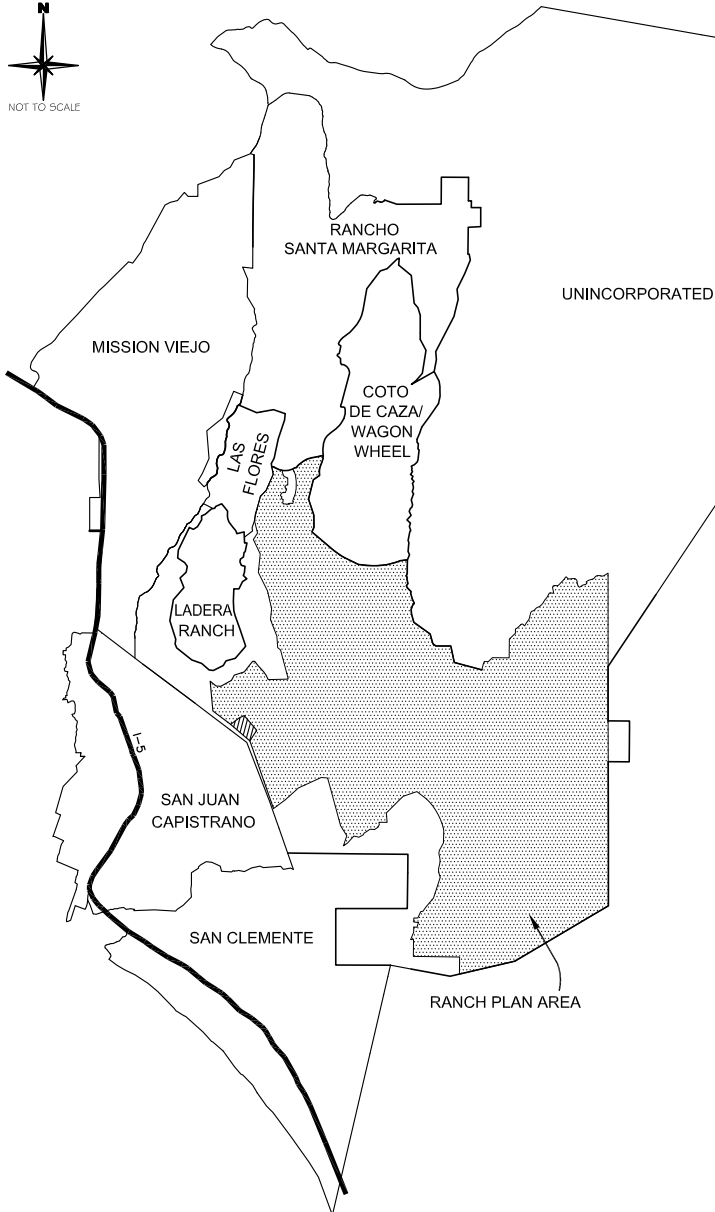 N
NOT TO SCALE
RANCHO
SANTA MARGARITA
UNINCORPORATED
MISSION VIEJO
COTO
DE CAZA/
WAGON
WHEEL
LAS
FLORES
LADERA
RANCH
I-5
SAN JUAN
CAPISTRANO
SAN CLEMENTE
RANCH PLAN AREA